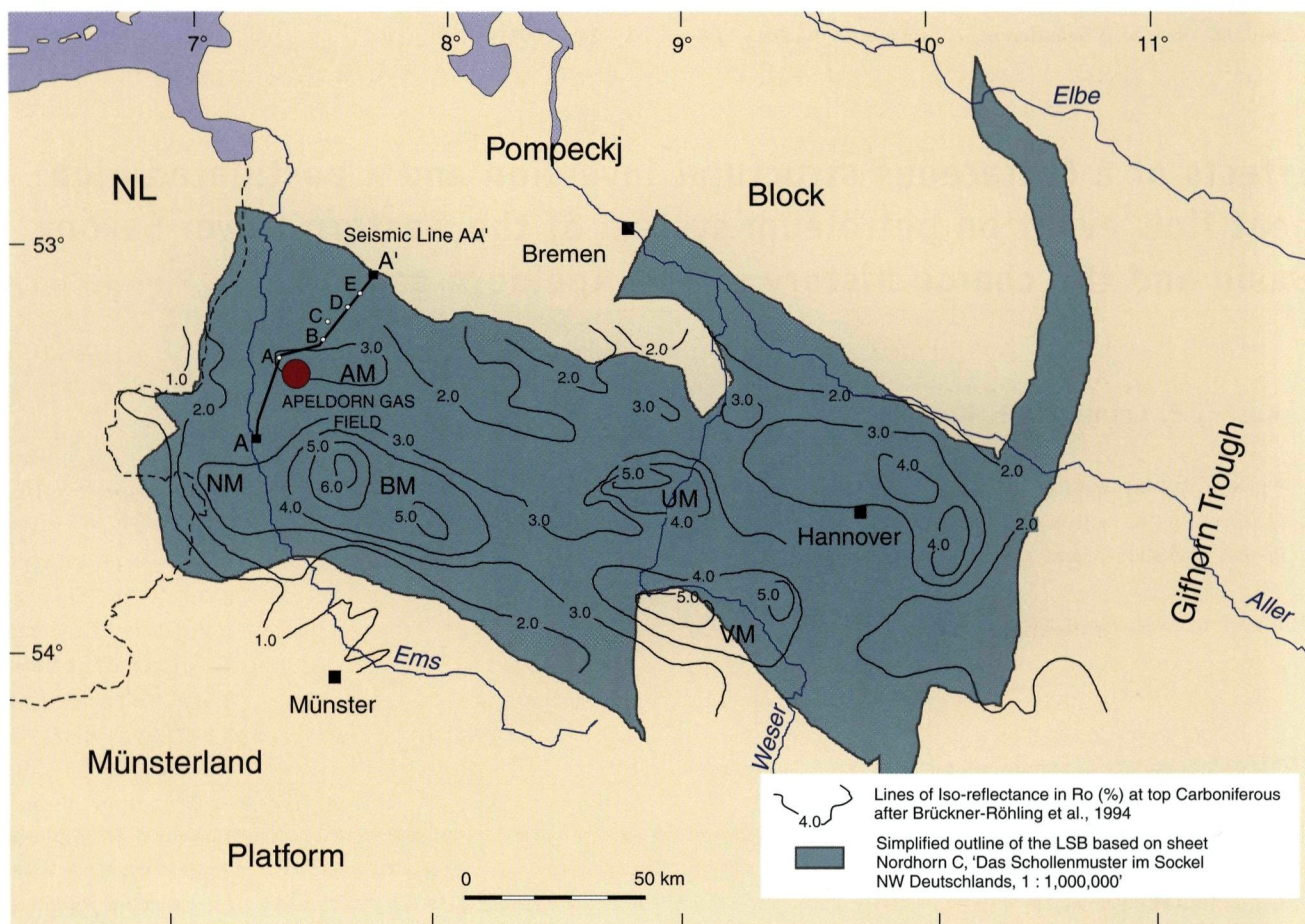 7°
8°
9°
10°
11°
Elbe
Pompeckj
Block
NL
53°
Seismic Line AA'
A'
Bremen
E
D
C
B
A
3.0
AM
APELDORN GAS
FIELD
1.0
2.0
2.0
2.0
2.0
3.0
3.0
2.0
3.0
2.0
A
3.0
5.0
6.0
NM
BM
4.0
5.0
3.0
5.0
UM
4.0
4.0
Hannover
4.0
2.0
Gifhorn Trough
4.0
5.0
5.0
3.0
VM
2.0
1.0
Aller
54°
Ems
Münster
Weser
Münsterland
Platform
0
50 km
4.0
Lines of Iso-reflectance in Ro (%) at top Carboniferous
after Brückner-Röhling et al., 1994
Simplified outline of the LSB based on sheet
Nordhorn C, 'Das Schollenmuster im Sockel
NW Deutschlands, 1 : 1,000,000'